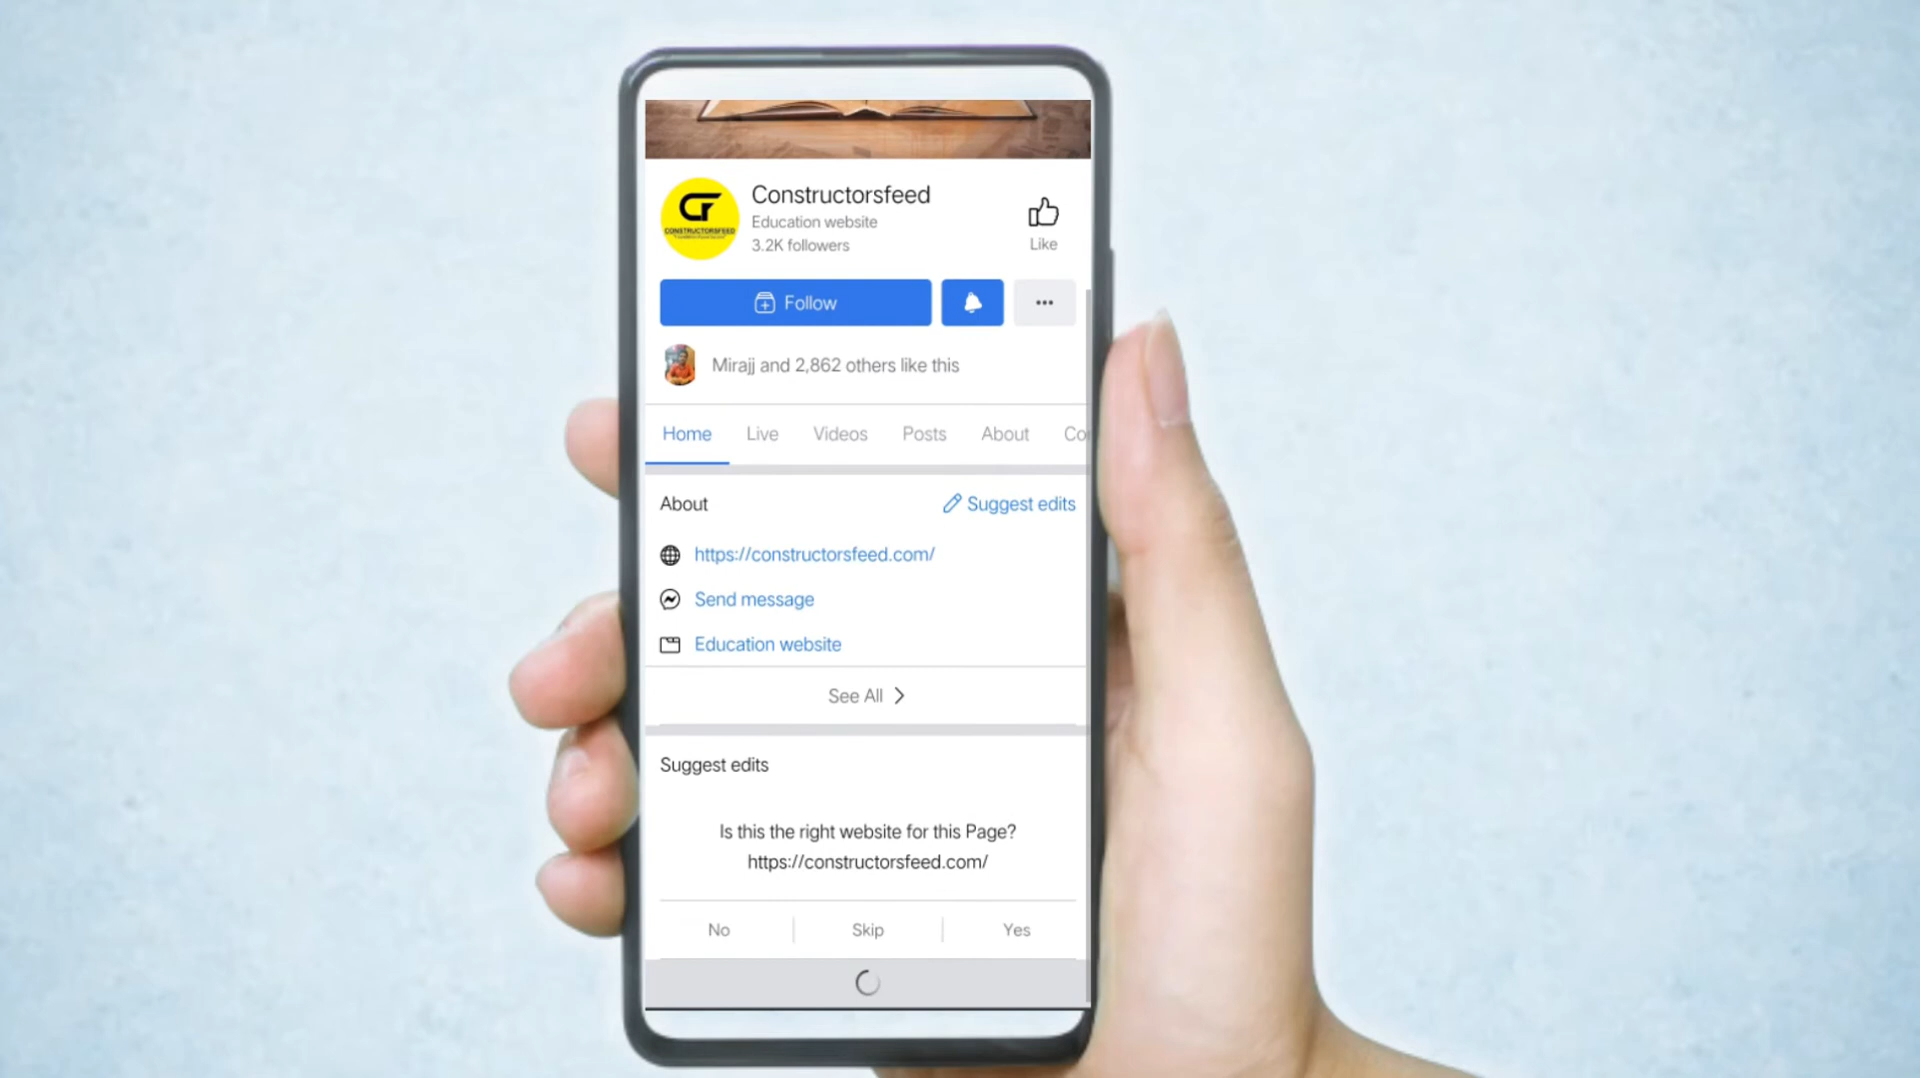 Constructorsfeed
Education website
3.2K followers
Like
CF
CONSTRUCTORSFEED
Follow
Mirajj and 2,862 others like this
Home Live Videos Posts About Co
About
Suggest edits
https://constructorsfeed.com/
Send message
Education website
See All
Suggest edits
Is this the right website for this Page?
https://constructorsfeed.com/
No Skip Yes